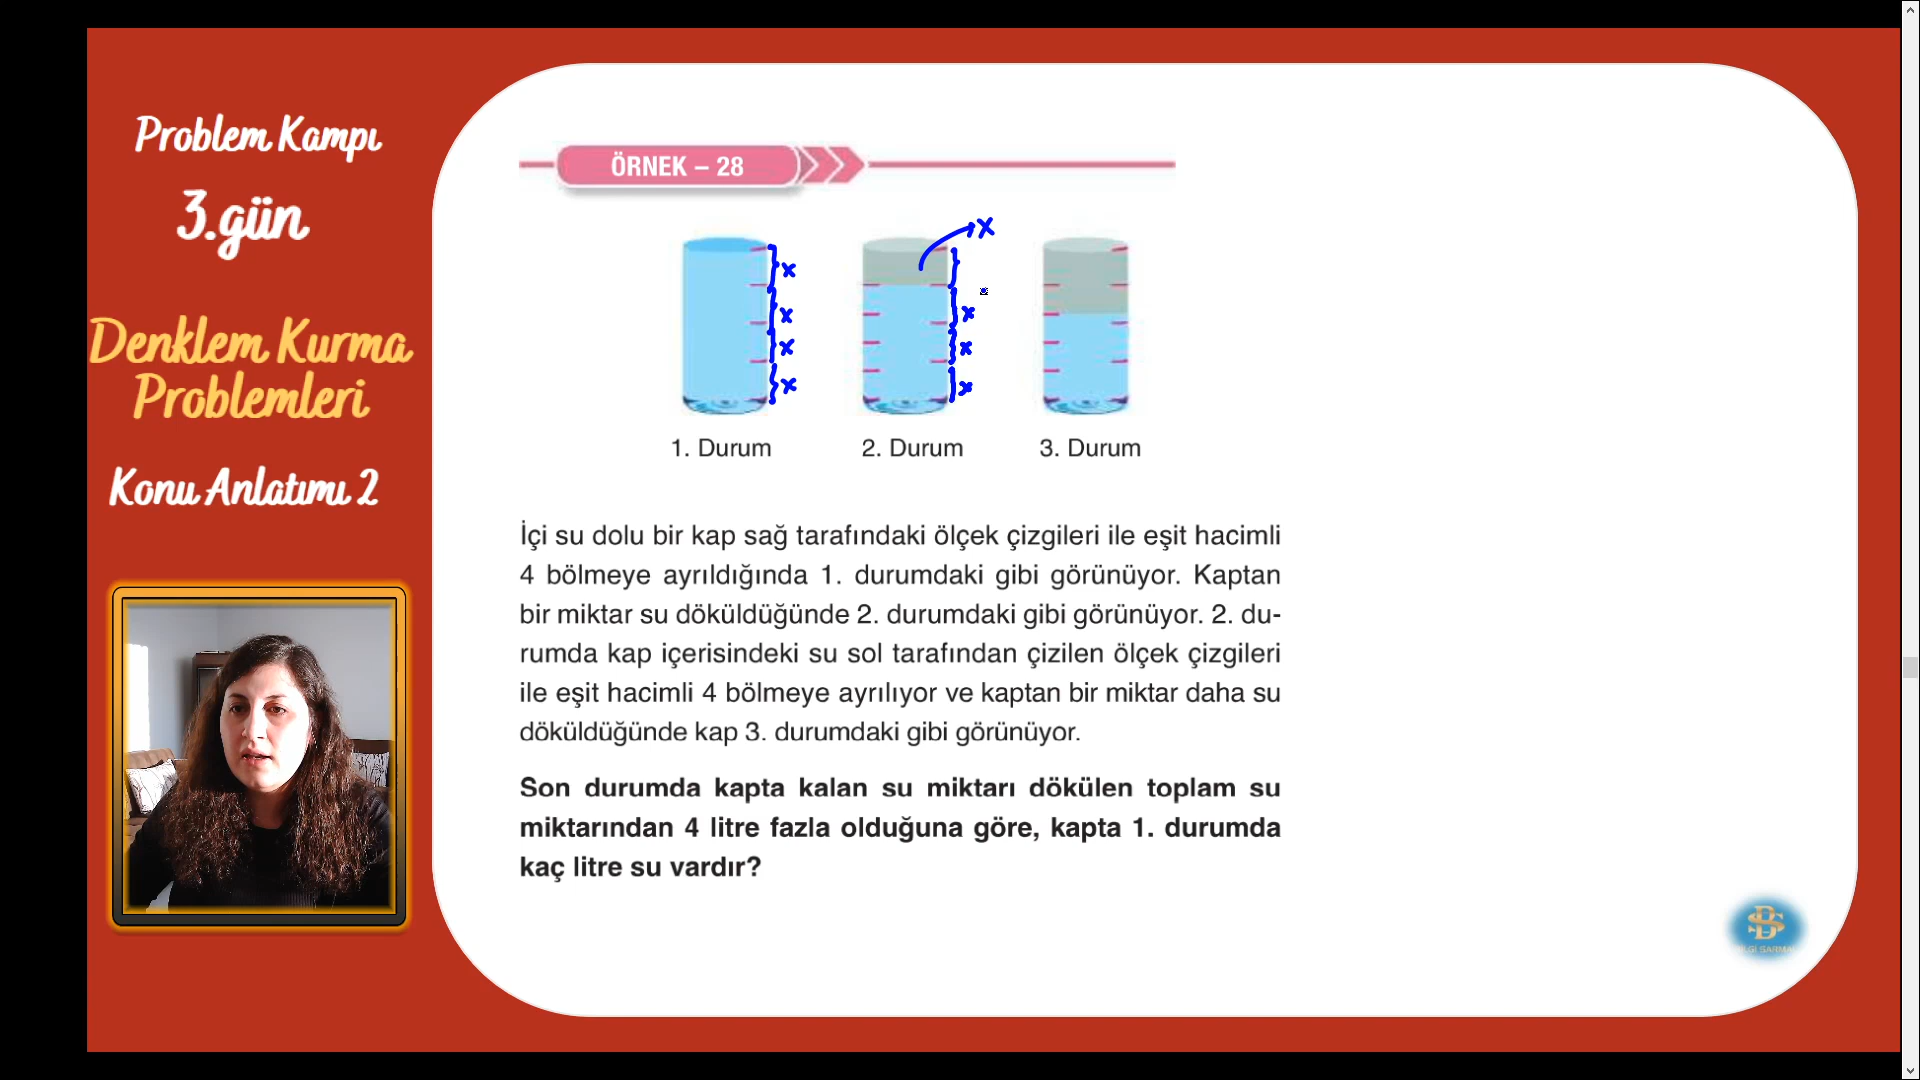 Problem Kampı
3.gün
Denklem Kurma
Problemleri
Konu Anlatımı 2
ÖRNEK – 28
x
x
x
x
x
x
x
x
1. Durum
2. Durum
3. Durum
İçi su dolu bir kap sağ tarafındaki ölçek çizgileri ile eşit hacimli
4 bölmeye ayrıldığında 1. durumdaki gibi görünüyor. Kaptan
bir miktar su döküldüğünde 2. durumdaki gibi görünüyor. 2. du-
rumda kap içerisindeki su sol tarafından çizilen ölçek çizgileri
ile eşit hacimli 4 bölmeye ayrılıyor ve kaptan bir miktar daha su
döküldüğünde kap 3. durumdaki gibi görünüyor.
Son durumda kapta kalan su miktarı dökülen toplam su
miktarından 4 litre fazla olduğuna göre, kapta 1. durumda
kaç litre su vardır?